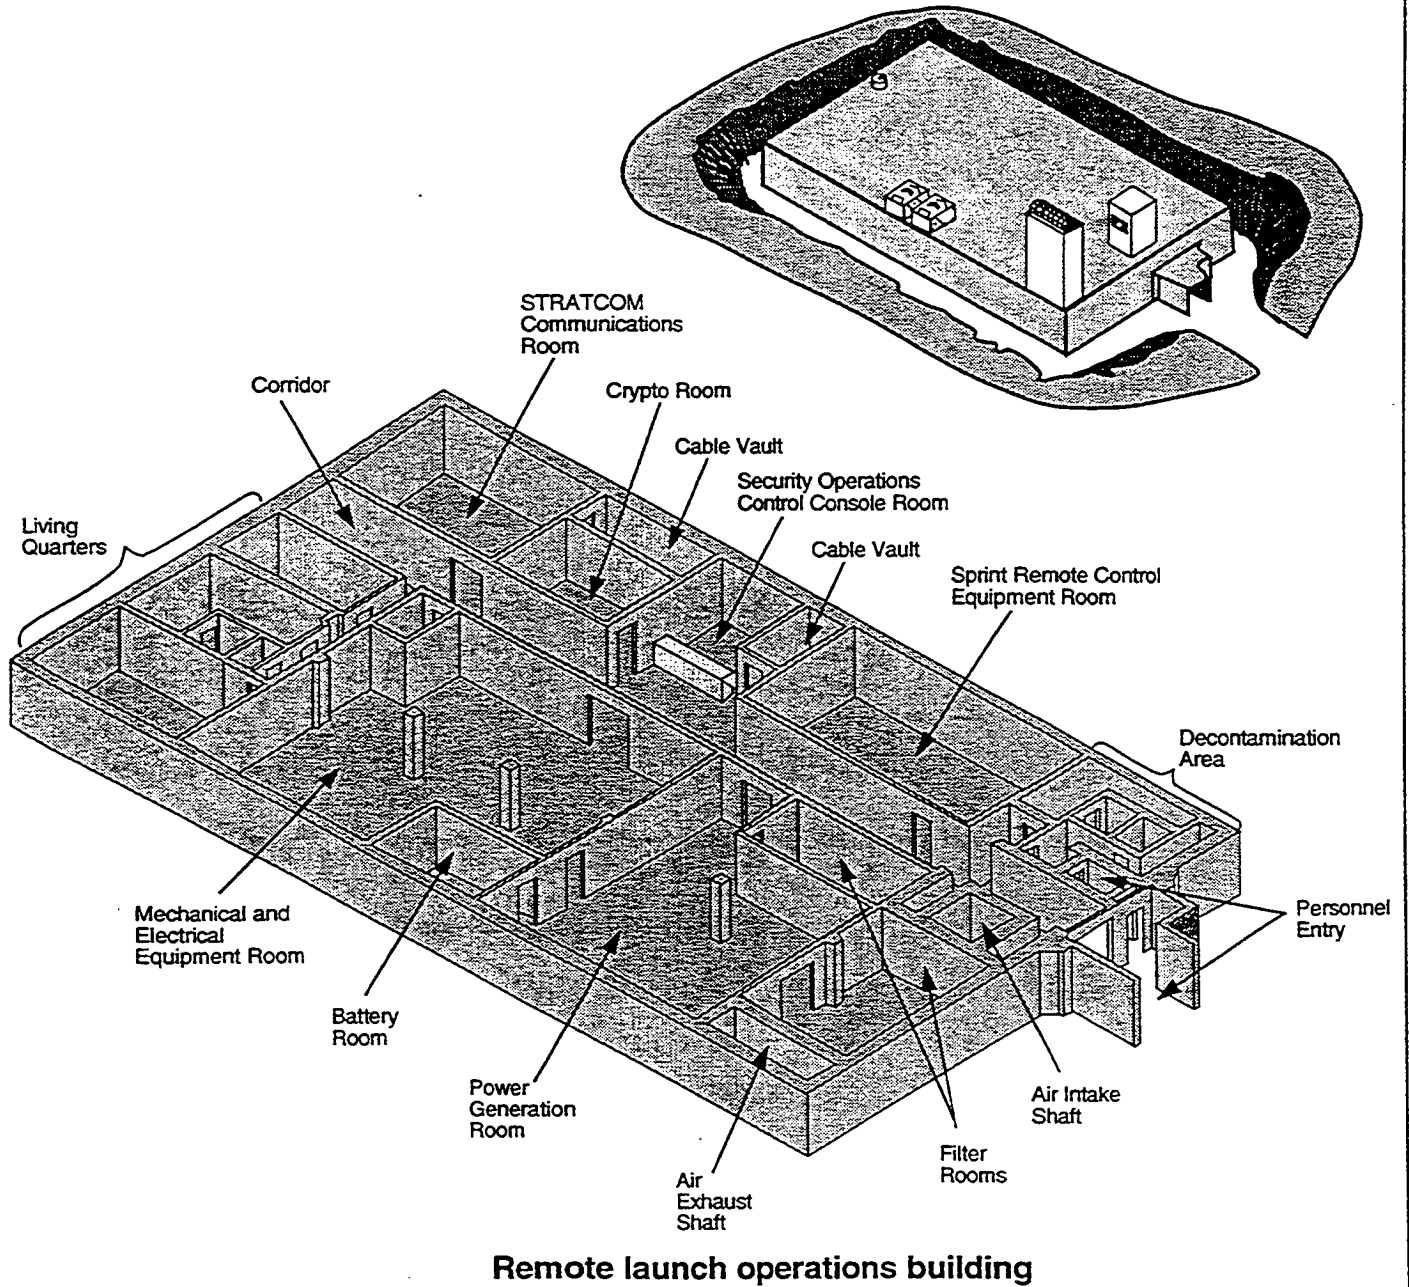 STRATCOM
Communications
Room
Corridor
Crypto Room
Cable Vault
Security Operations
Control Console Room
Living
Quarters
Cable Vault
Sprint Remote Control
Equipment Room
Decontamination
Area
Mechanical and
Electrical
Equipment Room
Personnel
Entry
Battery
Room
Power
Generation
Room
Air Intake
Shaft
Filter
Rooms
Air
Exhaust
Shaft
Remote launch operations building